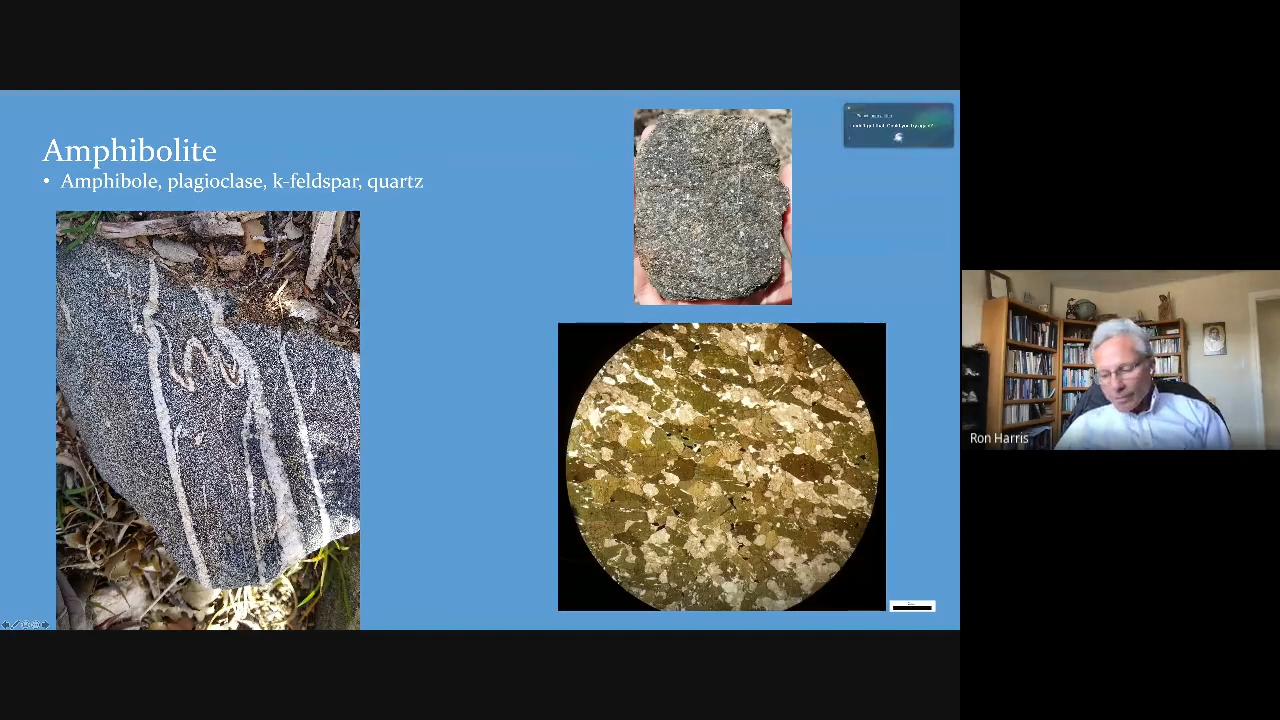 Amphibolite
• Amphibole, plagioclase, k-feldspar, quartz
Ron Harris